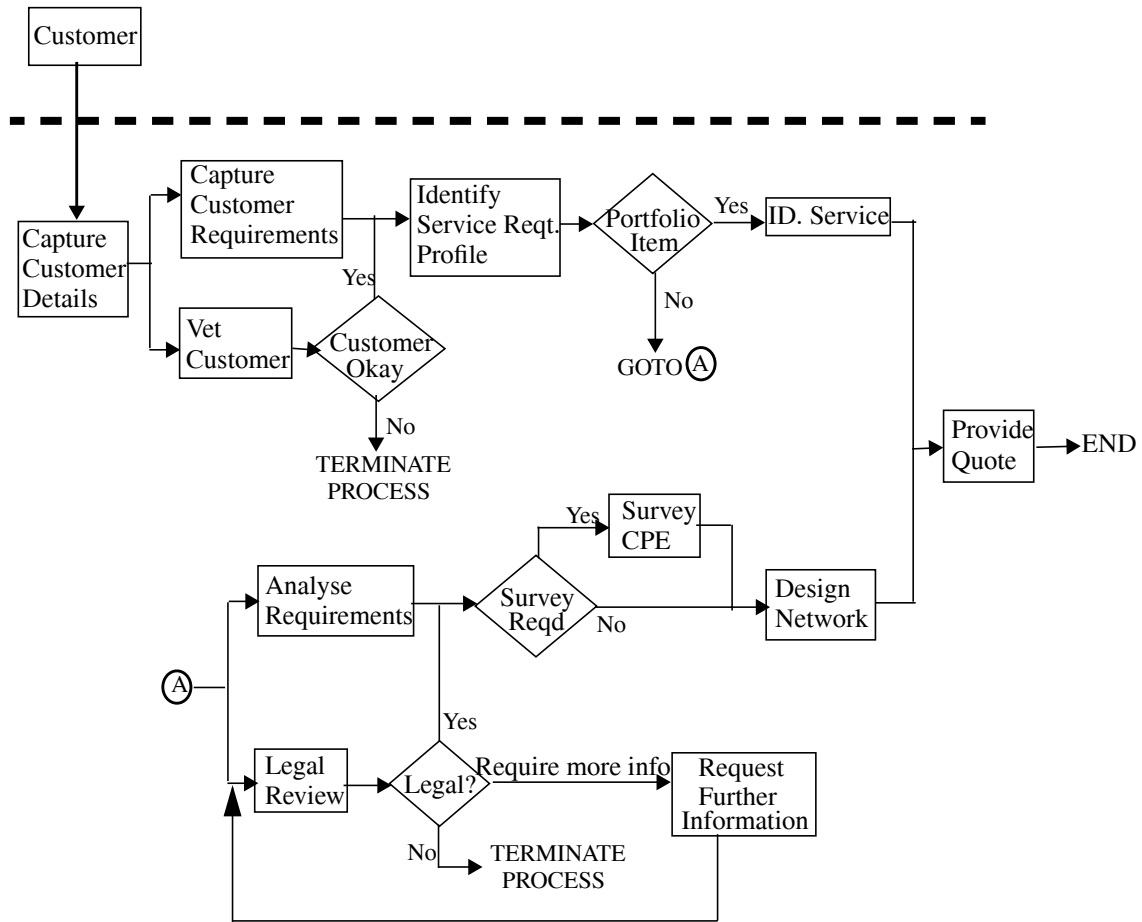 Customer
Capture
Customer
Details
Capture
Customer
Requirements
Vet
Customer
Yes
Customer
Okay
No
TERMINATE
PROCESS
Identify
Service Reqt.
Profile
Portfolio
Item
Yes
ID. Service
No
GOTO A
Provide
Quote
END
A
Analyse
Requirements
Survey
Reqd
Yes
Survey
CPE
No
Design
Network
Legal
Review
Yes
Legal?
Require more info
Request
Further
Information
No
TERMINATE
PROCESS